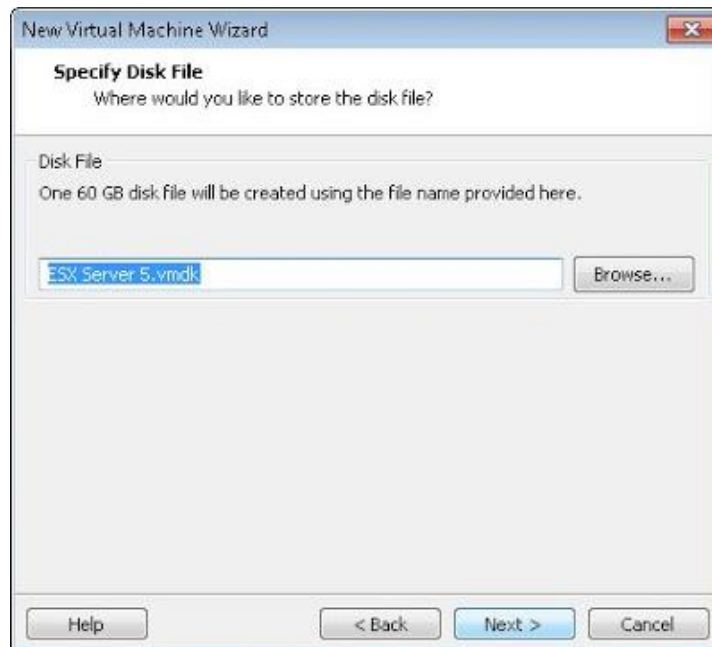 New Virtual Machine Wizard
Specify Disk File
Where would you like to store the disk file?
Disk File
One 60 GB disk file will be created using the file name provided here.
ESX Server 5.vmdk
Browse...
Help
< Back
Next >
Cancel